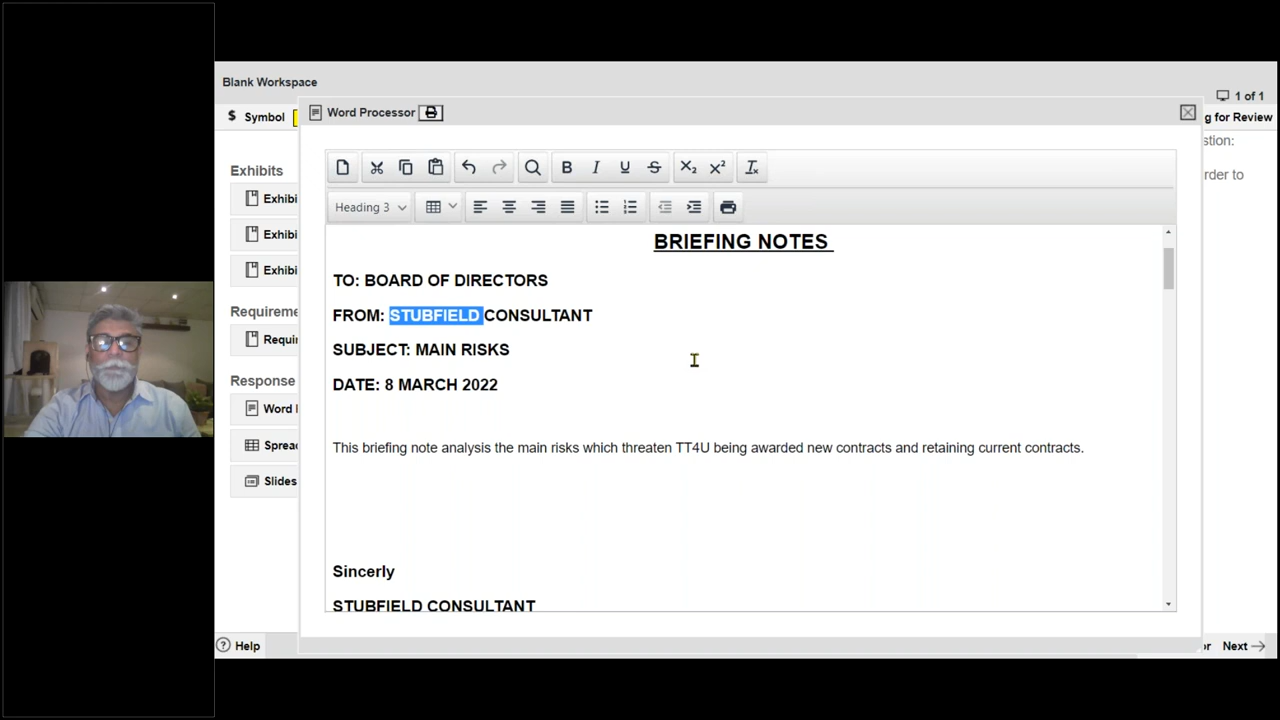 Blank Workspace
1 of 1
$ Symbol
Word Processor
g for Review
stion:
rder to
Exhibits
Exhibi
Exhibi
Exhibi
Requireme
Requir
Response
Word
Sprea
Slides
Heading 3
BRIEFING NOTES
TO: BOARD OF DIRECTORS
FROM: STUBFIELD CONSULTANT
SUBJECT: MAIN RISKS
DATE: 8 MARCH 2022
This briefing note analysis the main risks which threaten TT4U being awarded new contracts and retaining current contracts.
Sincerly
STUBFIELD CONSULTANT
Help
or
Next